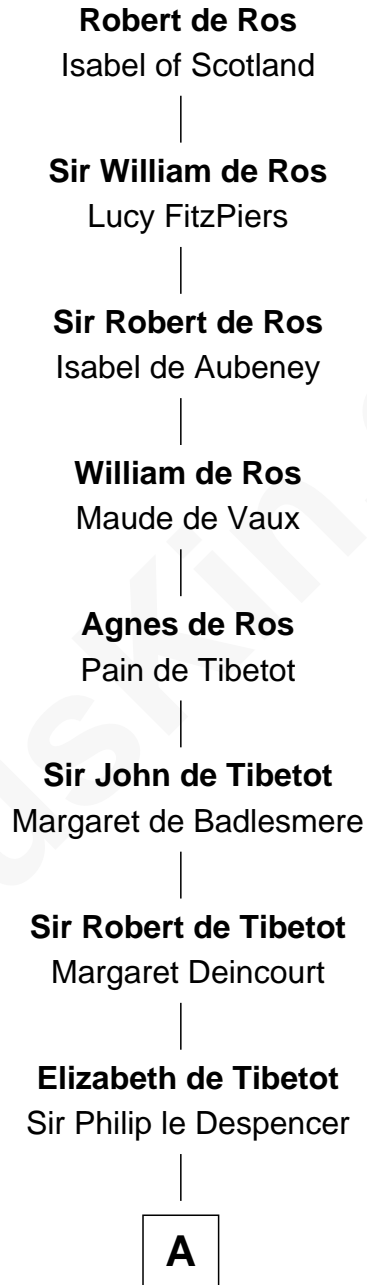 Robert de Ros
Isabel of Scotland
Sir William de Ros
Lucy FitzPiers
Sir Robert de Ros
Isabel de Aubeney
William de Ros
Maude de Vaux
Agnes de Ros
Pain de Tibetot
Sir John de Tibetot
Margaret de Badlesmere
Sir Robert de Tibetot
Margaret Deincourt
Elizabeth de Tibetot
Sir Philip le Despencer
A